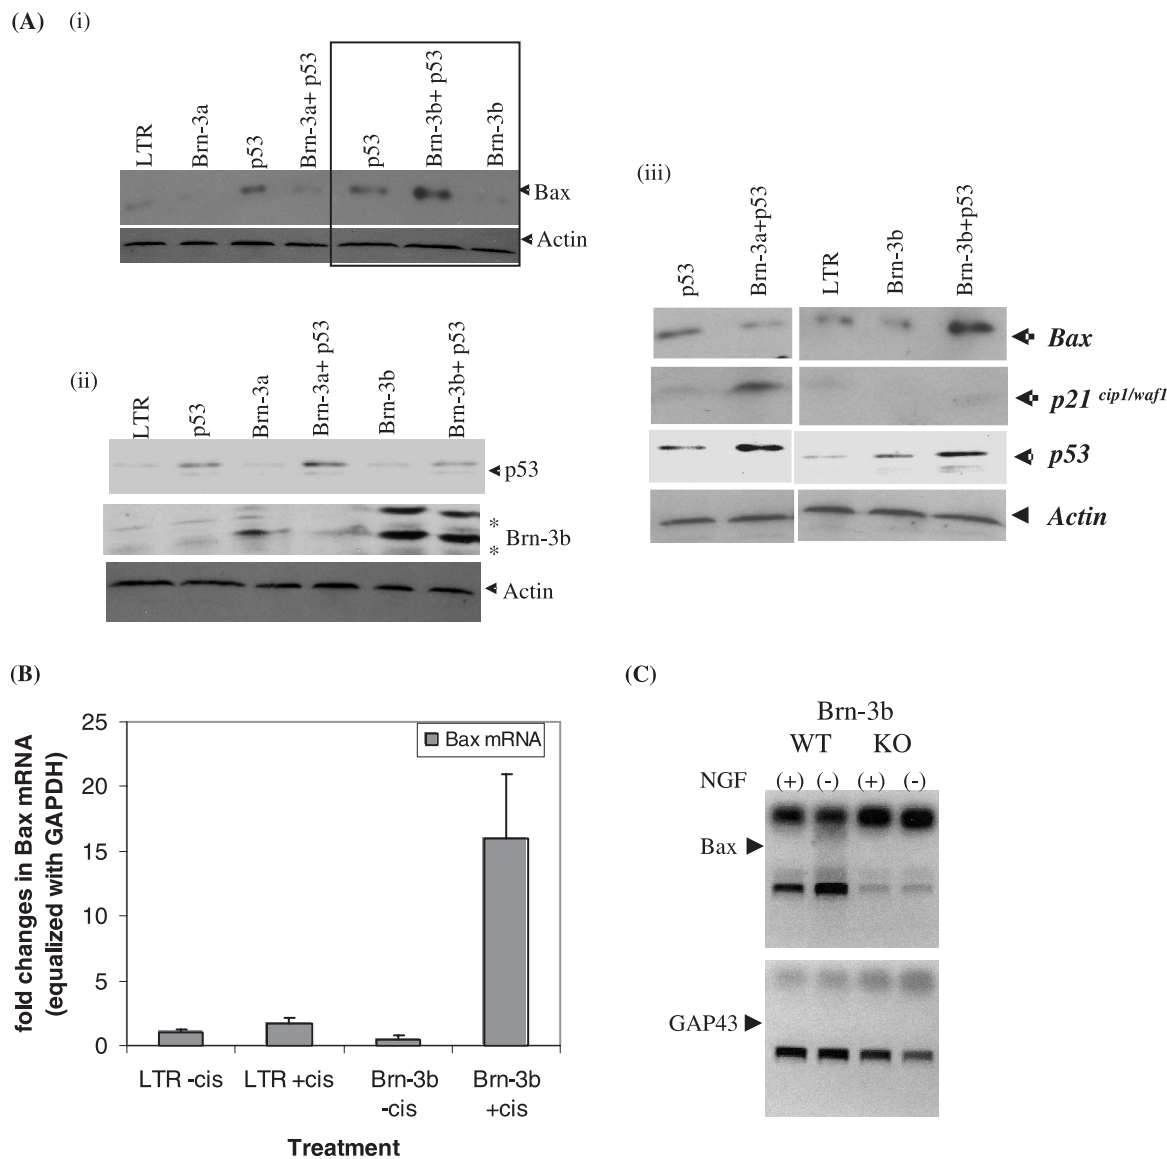 (A) (i)
LTR
Brn-3a
p53
Brn-3a+ p53
p53
Brn-3b+ p53
Brn-3b
Bax
Actin
(ii)
LTR
p53
Brn-3a
Brn-3a+ p53
Brn-3b
Brn-3b+ p53
p53
*
Brn-3b
*
Actin
(iii)
p53
Brn-3a+p53
LTR
Brn-3b
Brn-3b+p53
Bax
p21 cip1/waf1
p53
Actin
(B)
fold changes in Bax mRNA
(equalized with GAPDH)
25
20
15
10
5
0
Bax mRNA
LTR -cis
LTR +cis
Brn-3b
-cis
Brn-3b
+cis
Treatment
(C)
Brn-3b
WT KO
NGF (+) (-) (+) (-)
Bax
GAP43